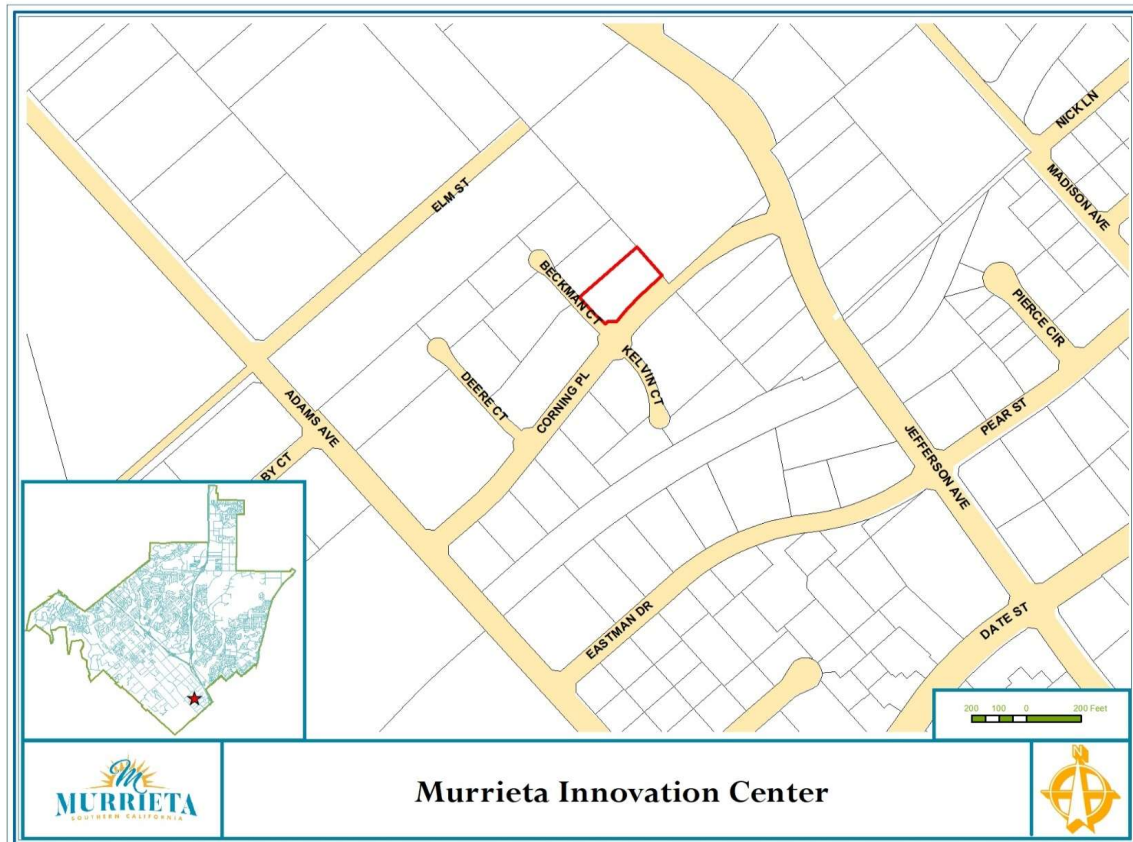 NICK LN
MADISON AVE
ELM ST
BECKMAN CT
PIERCE CIR
KELVIN CT
DEERE CT
CORNING PL
ADAMS AVE
PEAR ST
JEFFERSON AVE
BY CT
EASTMAN DR
DATE ST
200 100 0 200 Feet
M
MURRIETA
SOUTHERN CALIFORNIA
Murrieta Innovation Center
N